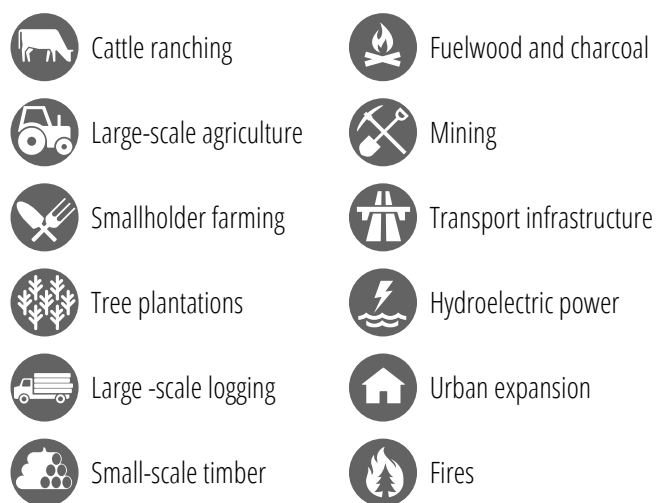 Cattle ranching
Large-scale agriculture
Smallholder farming
Tree plantations
Large -scale logging
Small-scale timber
Fuelwood and charcoal
Mining
Transport infrastructure
Hydroelectric power
Urban expansion
Fires